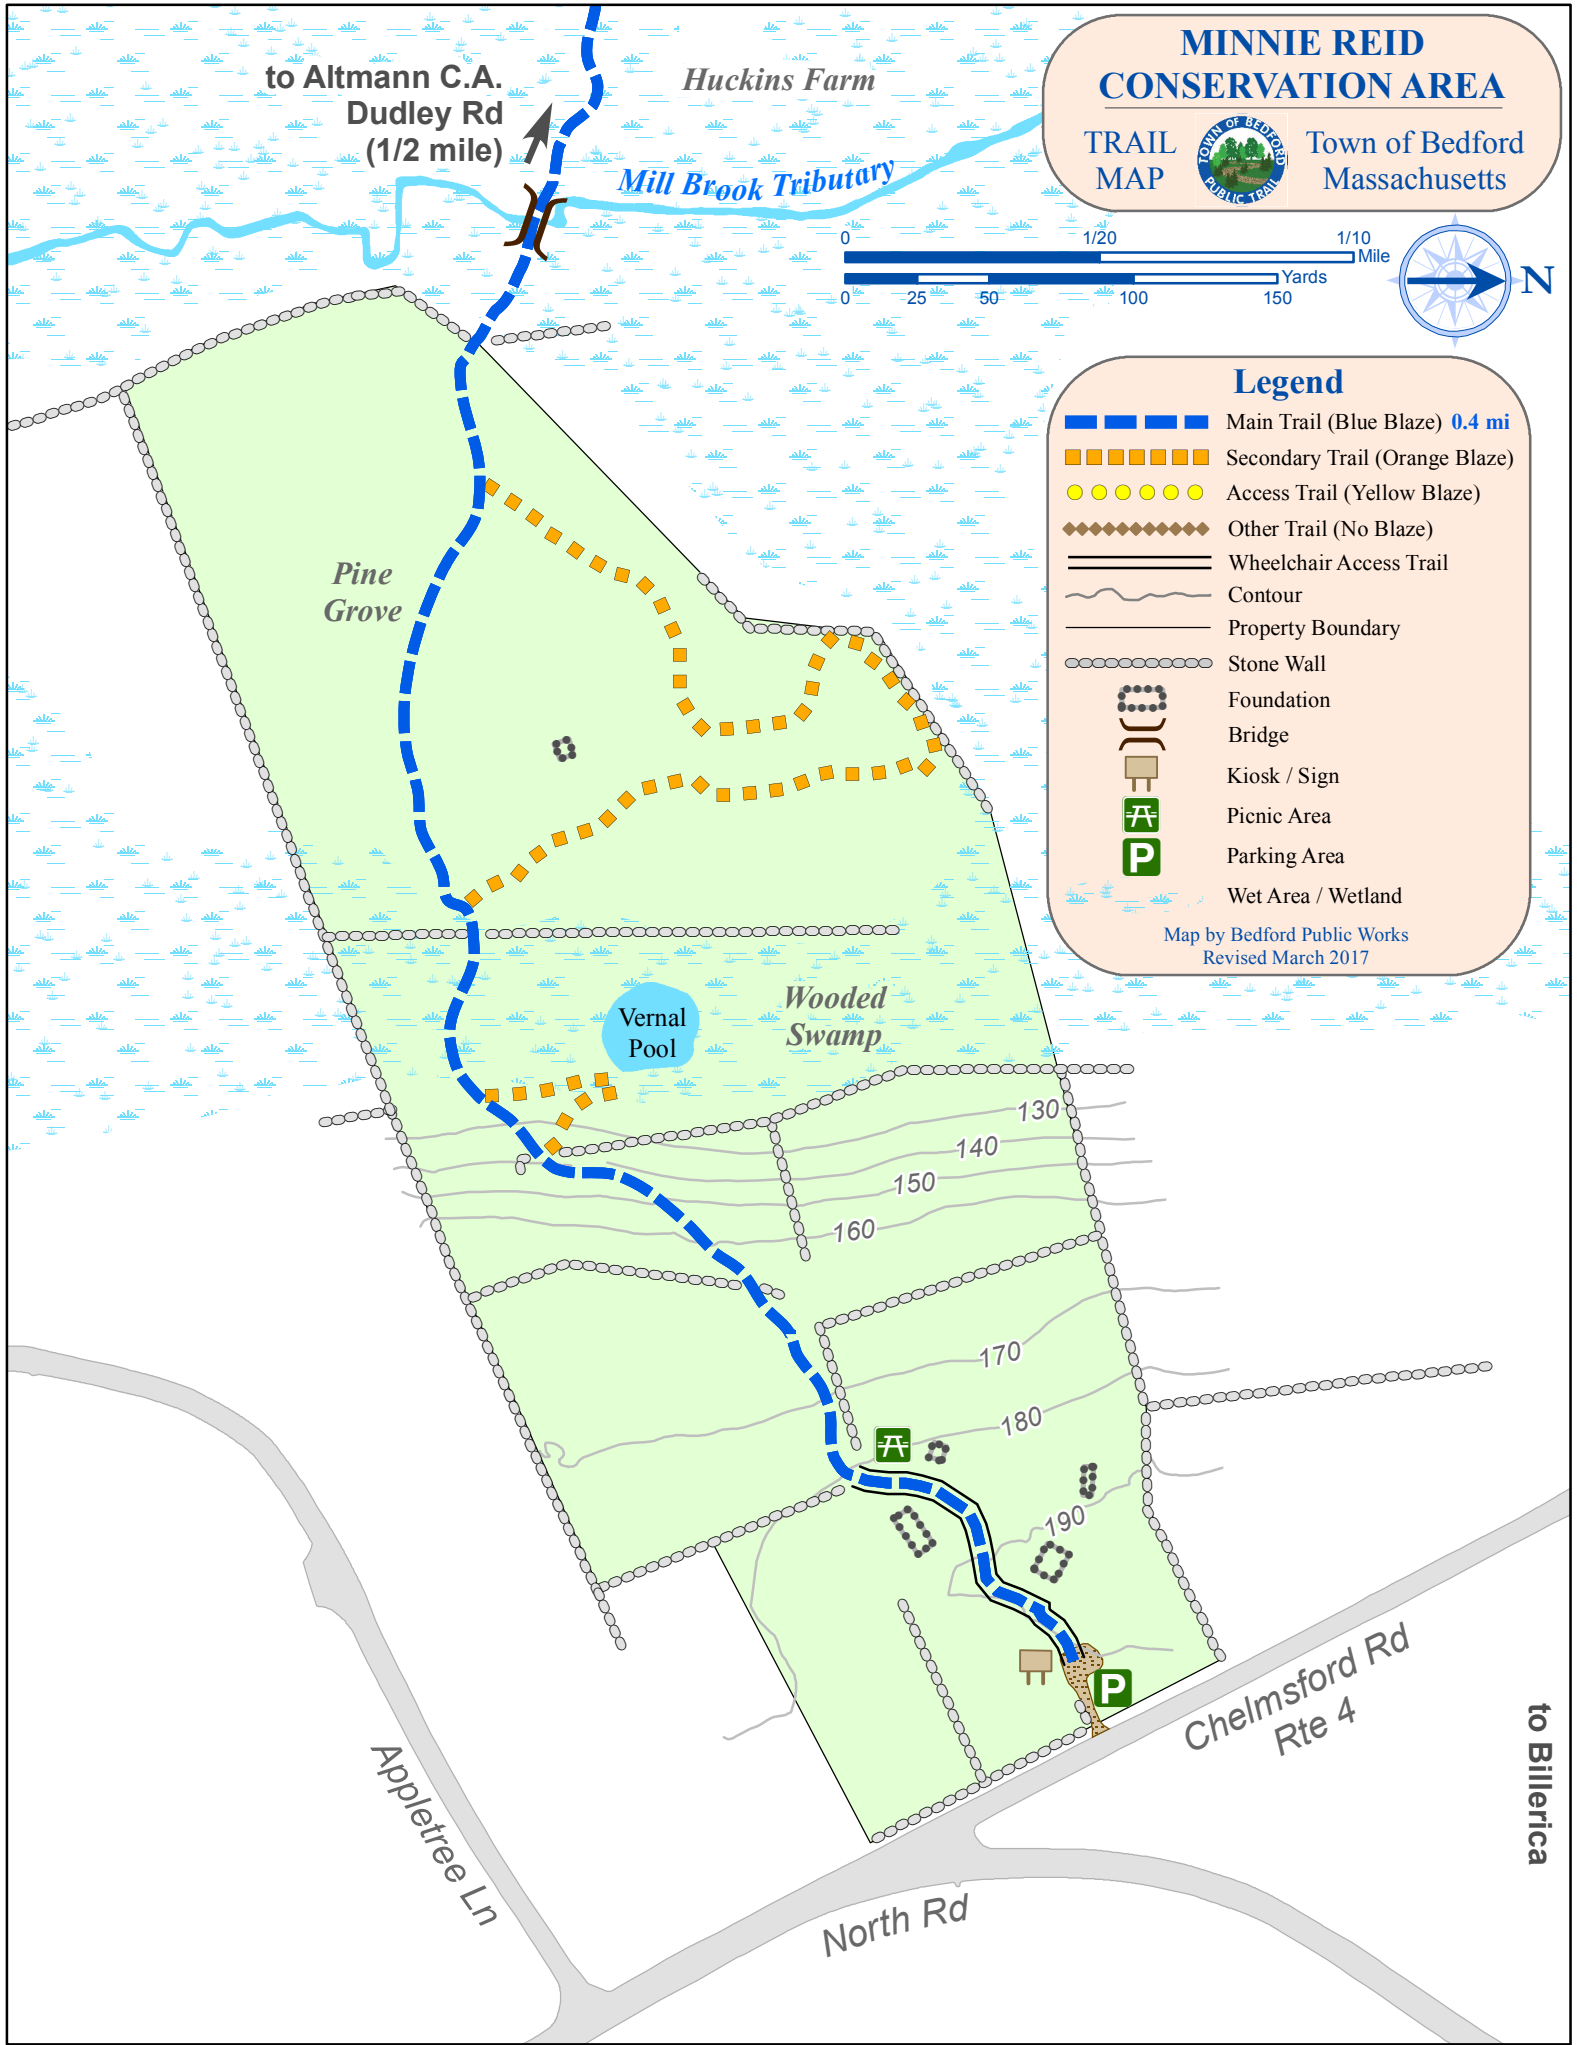 MINNIE REID
CONSERVATION AREA
TRAIL
MAP
TOWN OF BEDFORD
PUBLIC TRAIL
Town of Bedford
Massachusetts
to Altmann C.A.
Dudley Rd
(1/2 mile)
Huckins Farm
Mill Brook Tributary
0 1/20 1/10
Mile
Yards
0 25 50 100 150
N
Legend
Main Trail (Blue Blaze) 0.4 mi
Secondary Trail (Orange Blaze)
Access Trail (Yellow Blaze)
Other Trail (No Blaze)
Wheelchair Access Trail
Contour
Property Boundary
Stone Wall
Foundation
Bridge
Kiosk / Sign
Picnic Area
P
Parking Area
Wet Area / Wetland
Map by Bedford Public Works
Revised March 2017
Pine
Grove
Wooded
Swamp
Vernal
Pool
130
140
150
160
170
180
190
P
Chelmsford Rd
Rte 4
to Billerica
Appletree Ln
North Rd